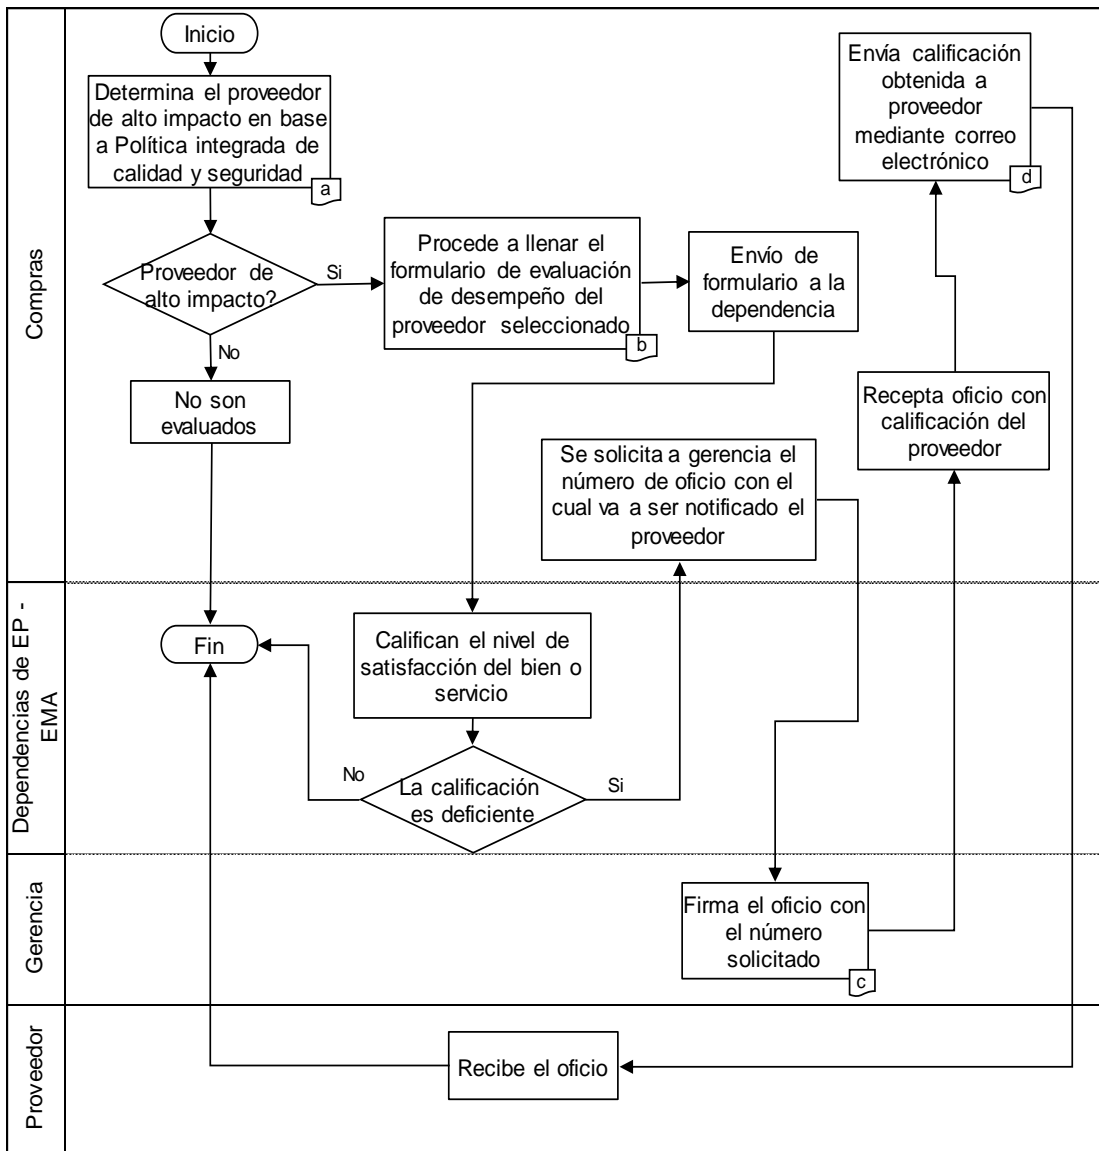 Compras
Inicio
Determina el proveedor
de alto impacto en base
a Política integrada de
calidad y seguridad
a
Proveedor de
alto impacto?
Si
No
No son
evaluados
Procede a llenar el
formulario de evaluación
de desempeño del
proveedor seleccionado
b
Envío de
formulario a la
dependencia
Se solicita a gerencia el
número de oficio con el
cual va a ser notificado el
proveedor
Envía calificación
obtenida a
proveedor
mediante correo
electrónico
d
Recepta oficio con
calificación del
proveedor
Dependencias de EP -
EMA
Fin
Califican el nivel de
satisfacción del bien o
servicio
La calificación
es deficiente
No
Si
Gerencia
Firma el oficio con
el número
solicitado
c
Proveedor
Recibe el oficio